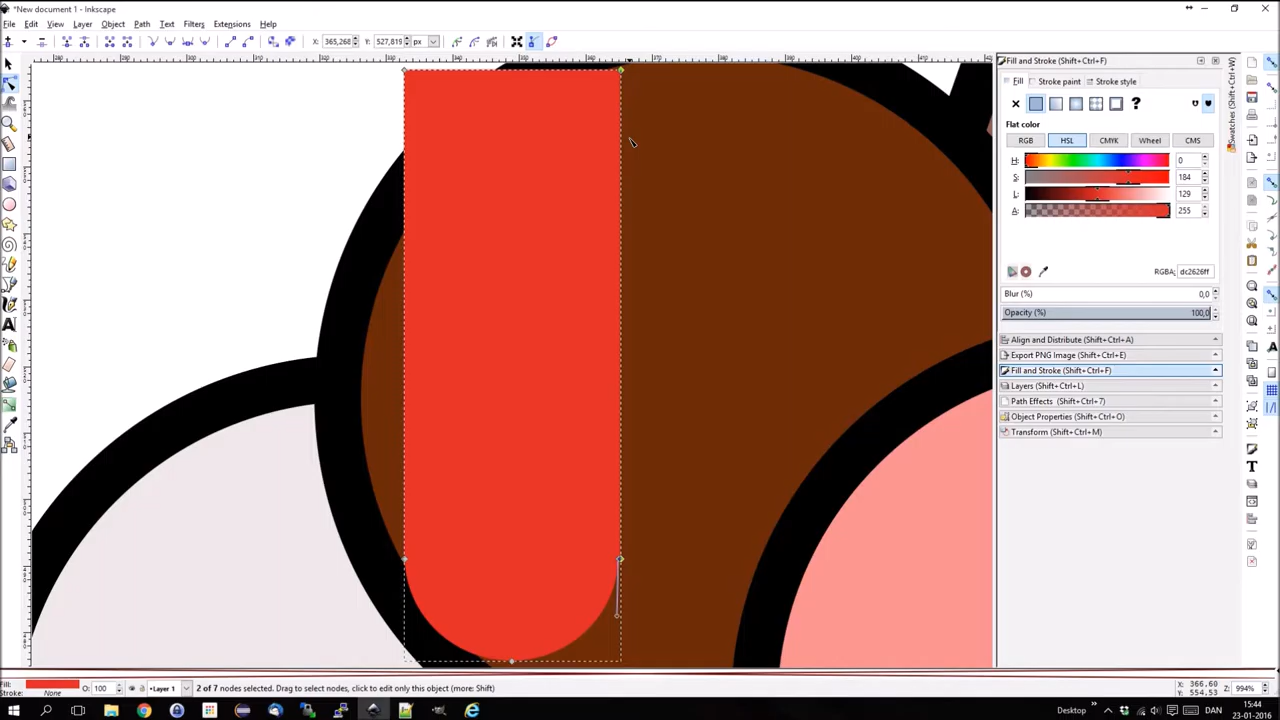 *New document 1 - Inkscape
File Edit View Layer Object Path Text Filters Extensions Help
X: 365,268 Y: 527,819 px
Fill and Stroke (Shift+Ctrl+F)
Fill Stroke paint Stroke style
Flat color
RGB HSL CMYK Wheel CMS
H: 0
S: 184
L: 129
A: 255
RGBA: dc2626ff
Blur (%) 0,0
Opacity (%) 100,0
Align and Distribute (Shift+Ctrl+A)
Export PNG Image (Shift+Ctrl+E)
Fill and Stroke (Shift+Ctrl+F)
Layers (Shift+Ctrl+L)
Path Effects (Shift+Ctrl+7)
Object Properties (Shift+Ctrl+O)
Transform (Shift+Ctrl+M)
Swatches (Shift+Ctrl+W)
Fill:
Stroke: None
O: 100
Layer 1
2 of 7 nodes selected. Drag to select nodes, click to edit only this object (more: Shift)
X: 366,60
Y: 554,53
Z: 994%
Desktop
DAN
15:44
23-01-2016